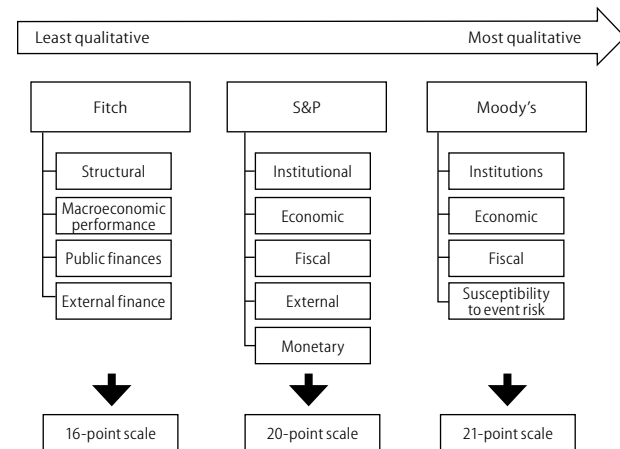 Least qualitative
Most qualitative
Fitch
Structural
Macroeconomic
performance
Public finances
External finance
16-point scale
S&P
Institutional
Economic
Fiscal
External
Monetary
20-point scale
Moody's
Institutions
Economic
Fiscal
Susceptibility
to event risk
21-point scale